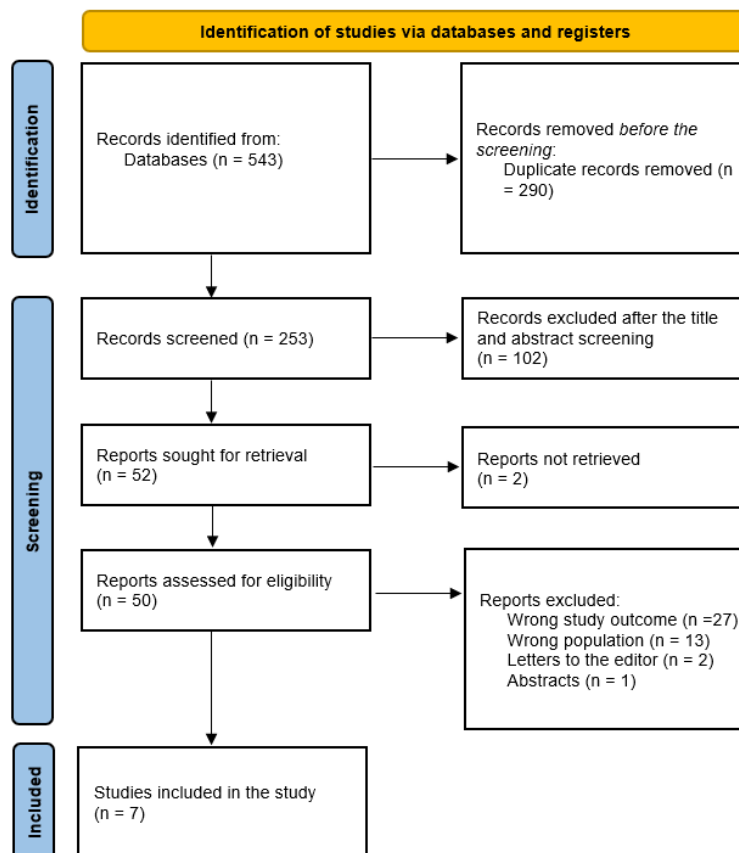 Identification of studies via databases and registers
Identification
Records identified from:
Databases (n = 543)
Records removed before the
screening:
Duplicate records removed (n
= 290)
Screening
Records screened (n = 253)
Records excluded after the title
and abstract screening
(n = 102)
Reports sought for retrieval
(n = 52)
Reports not retrieved
(n = 2)
Reports assessed for eligibility
(n = 50)
Reports excluded:
Wrong study outcome (n =27)
Wrong population (n = 13)
Letters to the editor (n = 2)
Abstracts (n = 1)
Included
Studies included in the study
(n = 7)